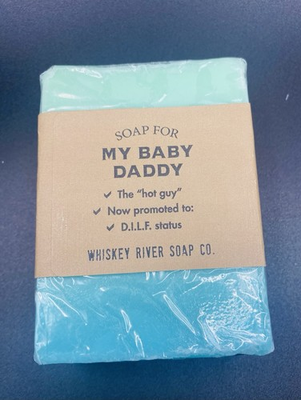 SOAP FOR
MY BABY
DADDY
✓ The "hot guy"
✓ Now promoted to:
✓ D.I.L.F. status
WHISKEY RIVER SOAP CO.